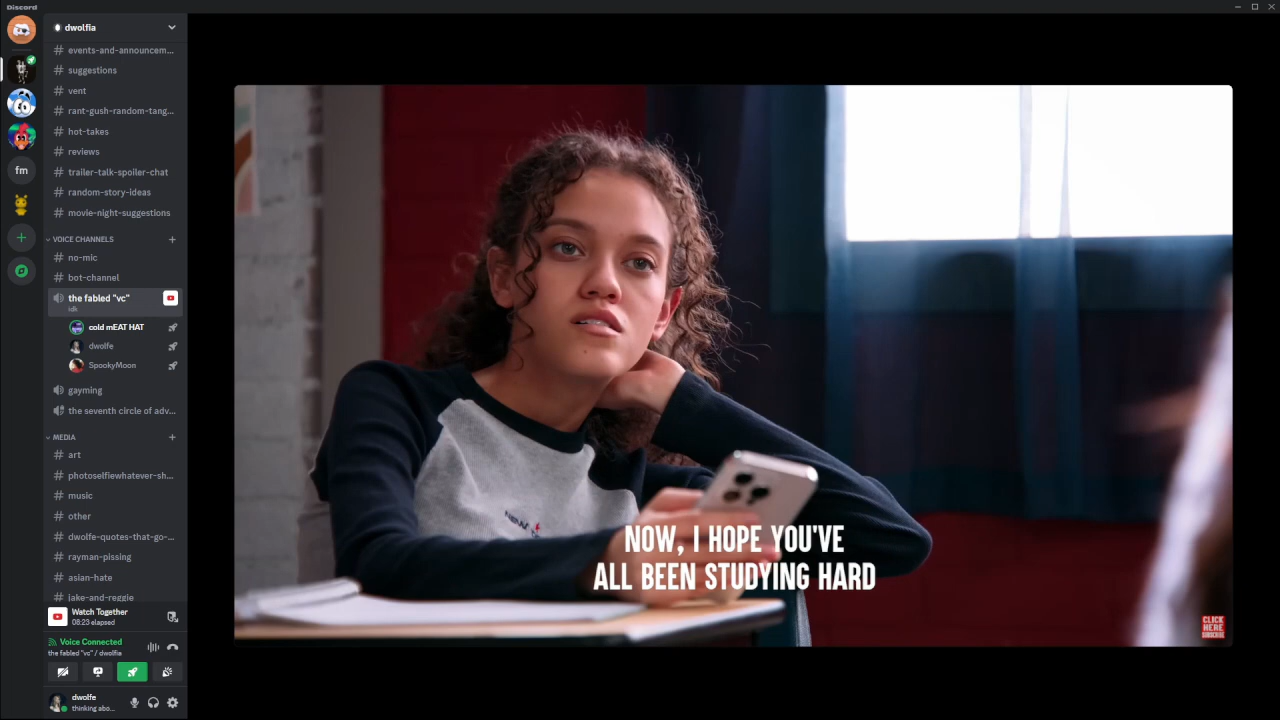 Discord
dwolfia
events-and-announcem...
suggestions
vent
rant-gush-random-tang...
hot-takes
reviews
trailer-talk-spoiler-chat
random-story-ideas
movie-night-suggestions
fm
VOICE CHANNELS
no-mic
bot-channel
the fabled "vc"
idk
cold mEAT HAT
dwolfe
SpookyMoon
gayming
the seventh circle of adv...
MEDIA
art
photoselfiewhatever-sh...
music
other
dwolfe-quotes-that-go-...
rayman-pissing
asian-hate
jake-and-reggie
Watch Together
08:23 elapsed
Voice Connected
the fabled "vc" / dwolfia
dwolfe
thinking abo...
NEW
NOW, I HOPE YOU'VE
ALL BEEN STUDYING HARD
CLICK
HERE
SUBSCRIBE